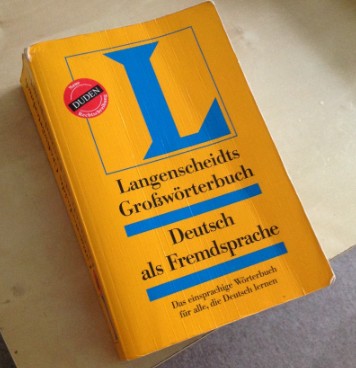 L
DUDEN
Langenscheidts
Großwörterbuch
Deutsch
als Fremdsprache
Das einsprachige Wörterbuch
für alle, die Deutsch lernen